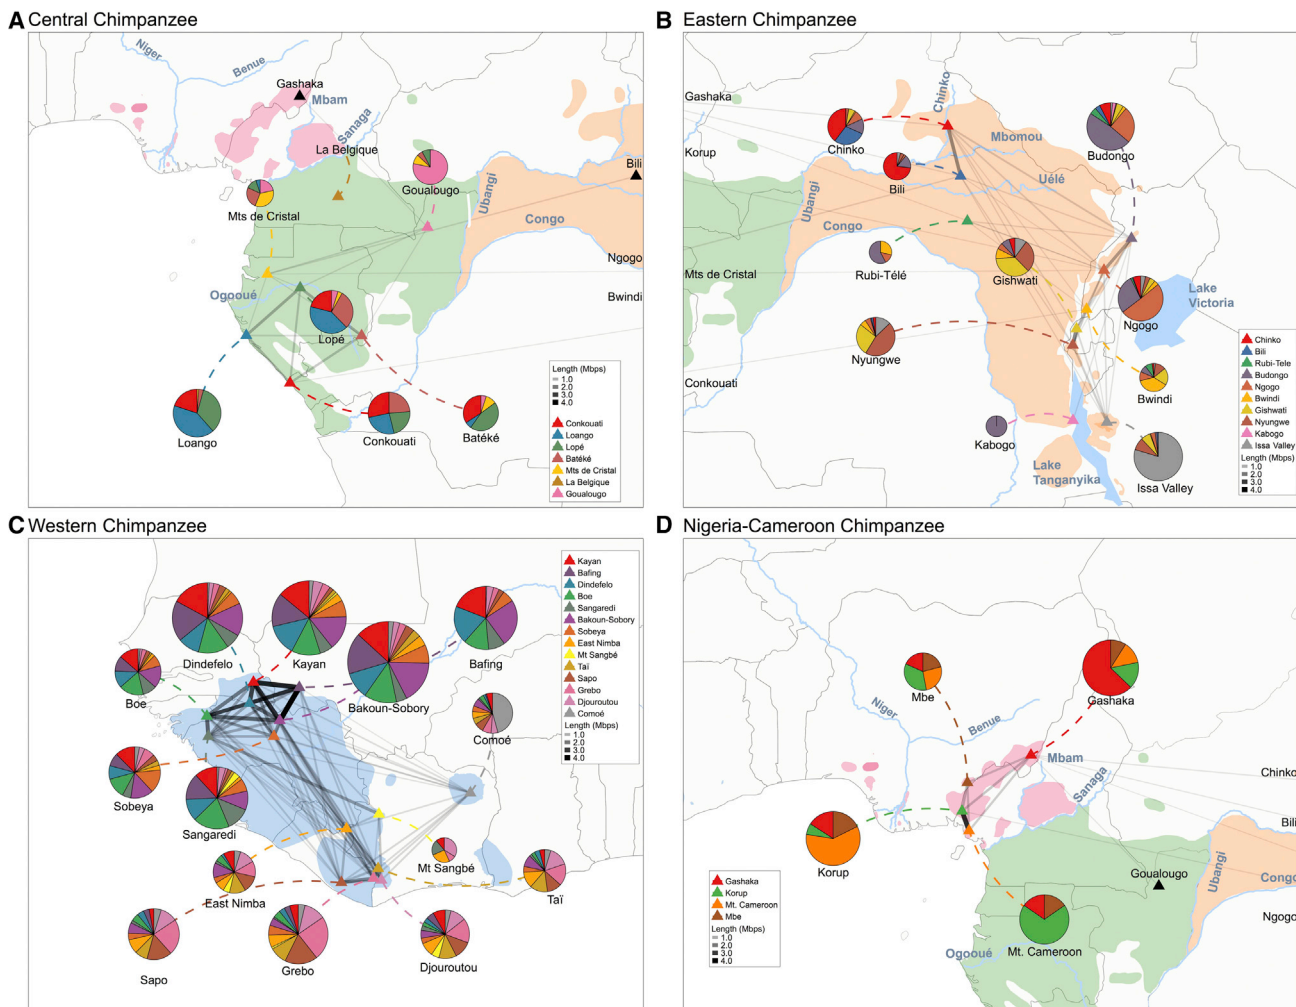 A Central Chimpanzee
Niger
Benue
Gashaka
Mbam
Sanaga
La Belgique
Goualougo
Mts de Cristal
Ubangi
Bili
Congo
Ngogo
Ogooué
Bwindi
Lopé
Loango
Conkouati
Batéké
Length (Mbps)
1.0
2.0
3.0
4.0
Conkouati
Loango
Lopé
Batéké
Mts de Cristal
La Belgique
Goualougo
B Eastern Chimpanzee
Gashaka
Korup
Mts de Cristal
Conkouati
Chinko
Chinko
Mbomou
Budongo
Bili
Uélé
Ubangi
Congo
Rubi-Télé
Gishwati
Lake
Victoria
Ngogo
Nyungwe
Bwindi
Kabogo
Lake
Tanganyika
Issa Valley
Chinko
Bili
Rubi-Tele
Budongo
Ngogo
Bwindi
Gishwati
Nyungwe
Kabogo
Issa Valley
Length (Mbps)
1.0
2.0
3.0
4.0
C Western Chimpanzee
Dindefelo
Kayan
Bafing
Boe
Bakoun-Sobory
Comoé
Sobeya
Sangaredi
Mt Sangbé
East Nimba
Taï
Sapo
Grebo
Djouroutou
Kayan
Bafing
Dindefelo
Boe
Sangaredi
Bakoun-Sobory
Sobeya
East Nimba
Mt Sangbé
Taï
Sapo
Grebo
Djouroutou
Comoé
Length (Mbps)
1.0
2.0
3.0
4.0
D Nigeria-Cameroon Chimpanzee
Mbe
Gashaka
Niger
Benue
Mbam
Sanaga
Chinko
Bili
Korup
Goualougo
Ubangi
Congo
Ngogo
Mt. Cameroon
Ogooué
Gashaka
Korup
Mt. Cameroon
Mbe
Length (Mbps)
1.0
2.0
3.0
4.0